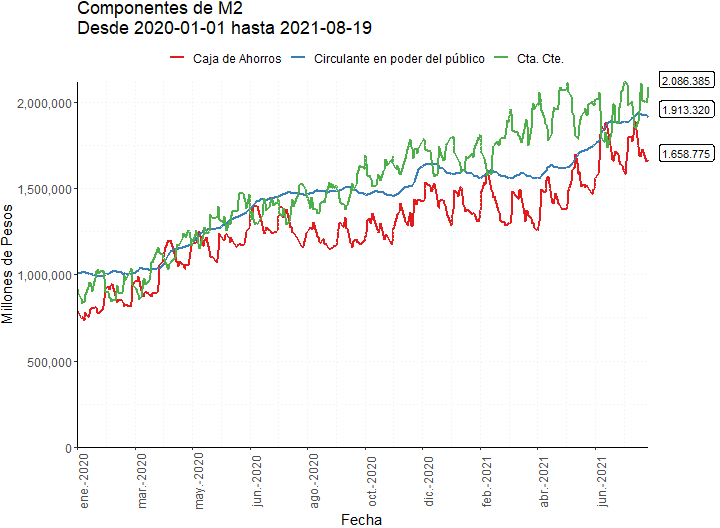 Componentes de M2
Desde 2020-01-01 hasta 2021-08-19
Caja de Ahorros Circulante en poder del público Cta. Cte.
2.086.385
2,000,000
1.913.320
1.658.775
1,500,000
1,000,000
500,000
0
Millones de Pesos
ene.-2020 mar.-2020 may.-2020 jun.-2020 ago.-2020 oct.-2020 dic.-2020 feb.-2021 abr.-2021 jun.-2021
Fecha